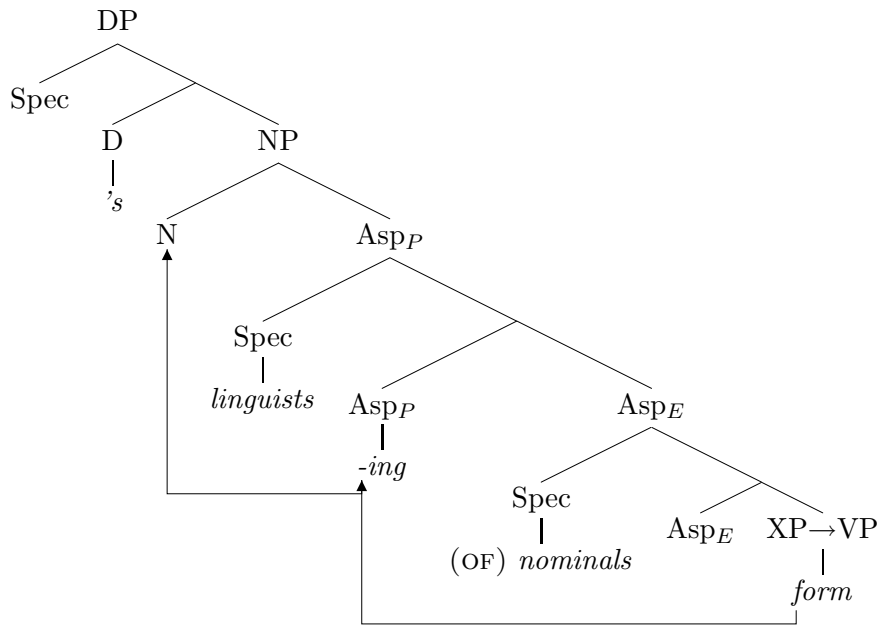 DP
Spec
D NP
's
N Asp_P
Spec
linguists
Asp_P Asp_E
-ing
Spec
Asp_E XP→VP
(OF) nominals
form